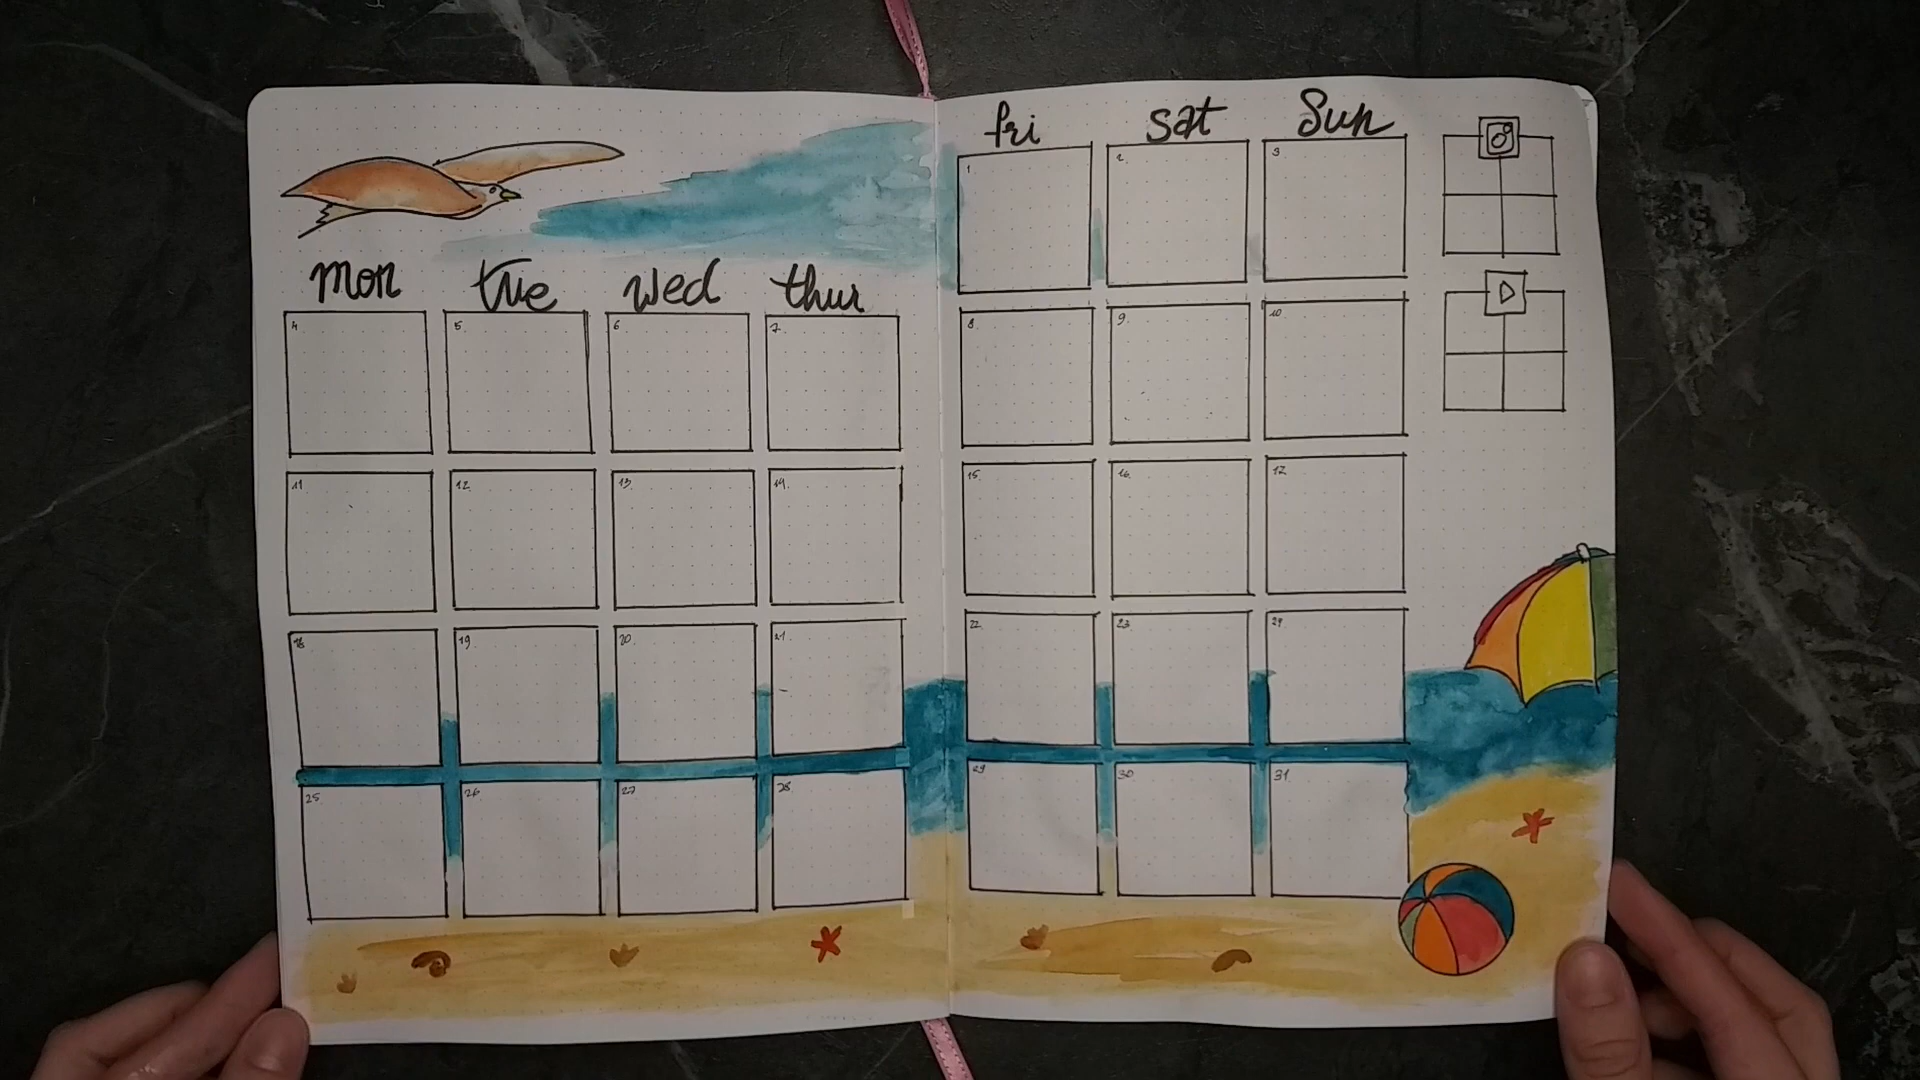 fri sat Sun
1 2 3
mon tue wed thur
4 5 6 7 8 9 10
11 12 13 14 15 16 17
18 19 20 21 22 23 24
25 26 27 28 29 30 31